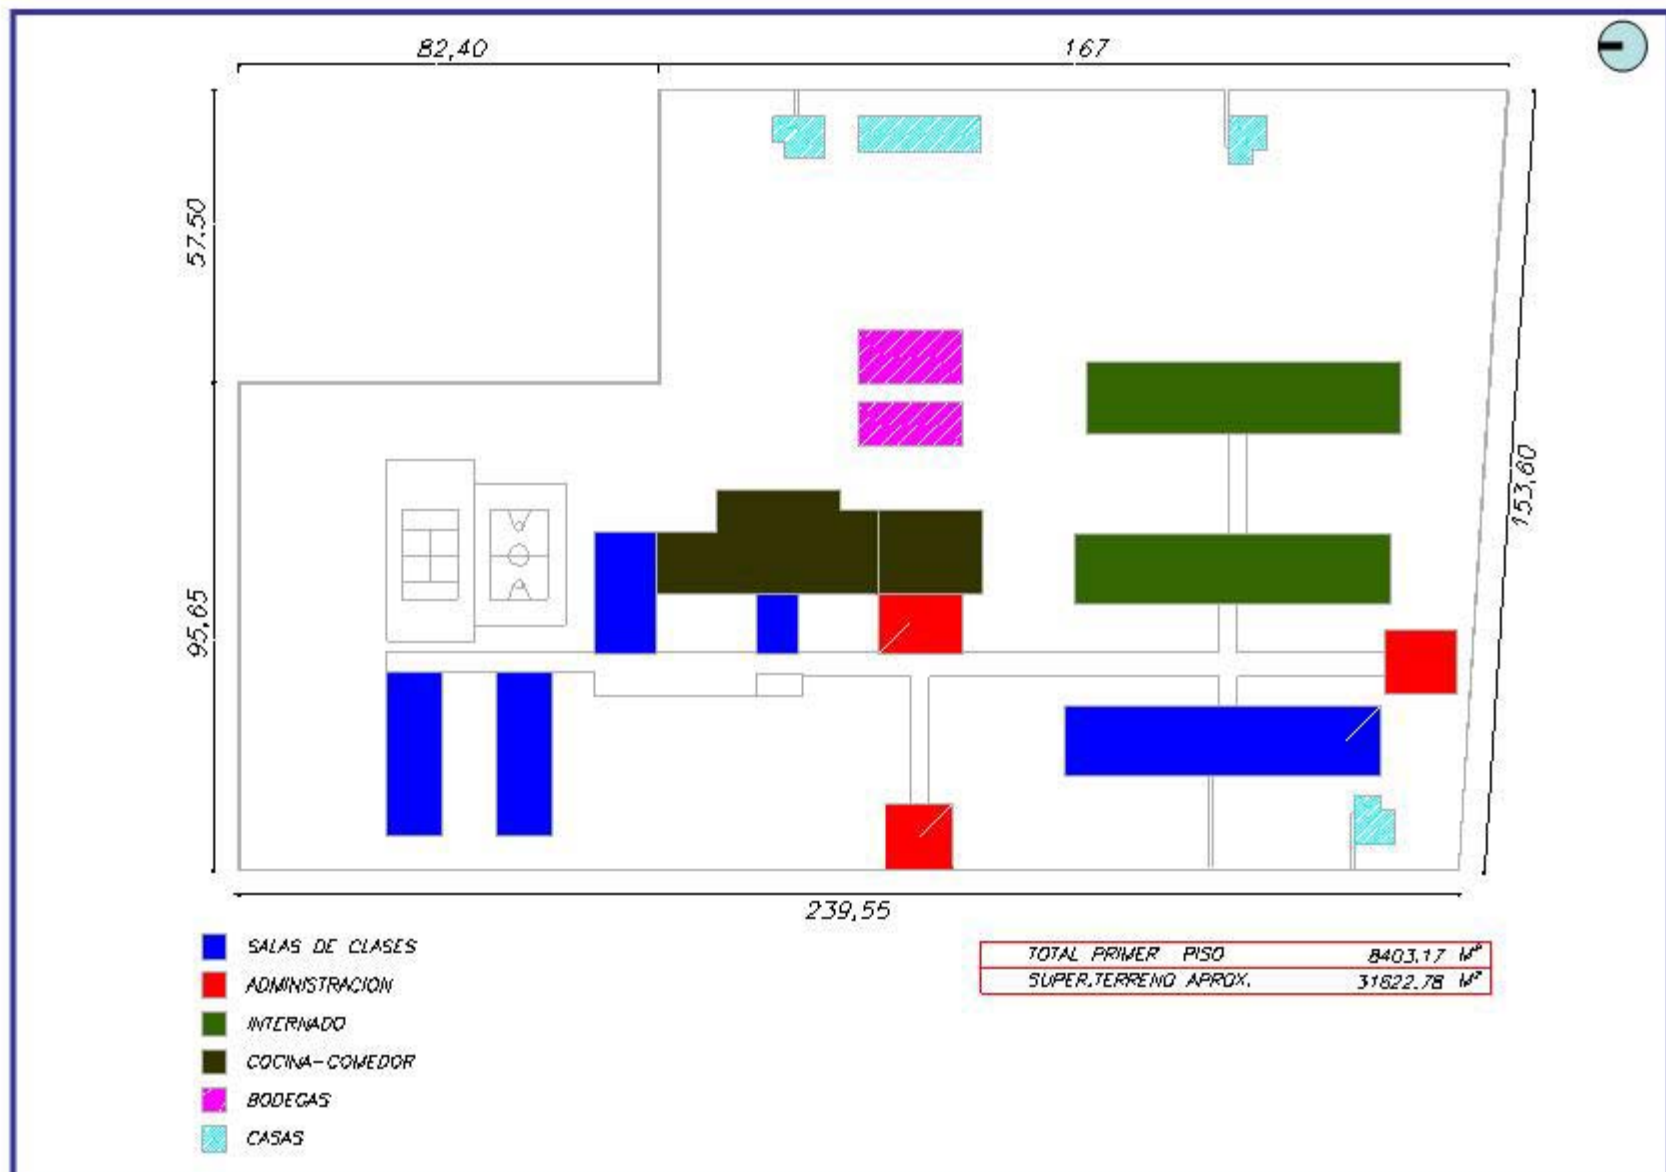 82,40
167
57.50
153,60
95,65
239,55
SALAS DE CLASES
ADMINISTRACION
INTERNADO
COCINA-COMEDOR
BODEGAS
CASAS
TOTAL PRIMER PISO 8403.17 M²
SUPER.TERRENO APROX. 31622.78 M²